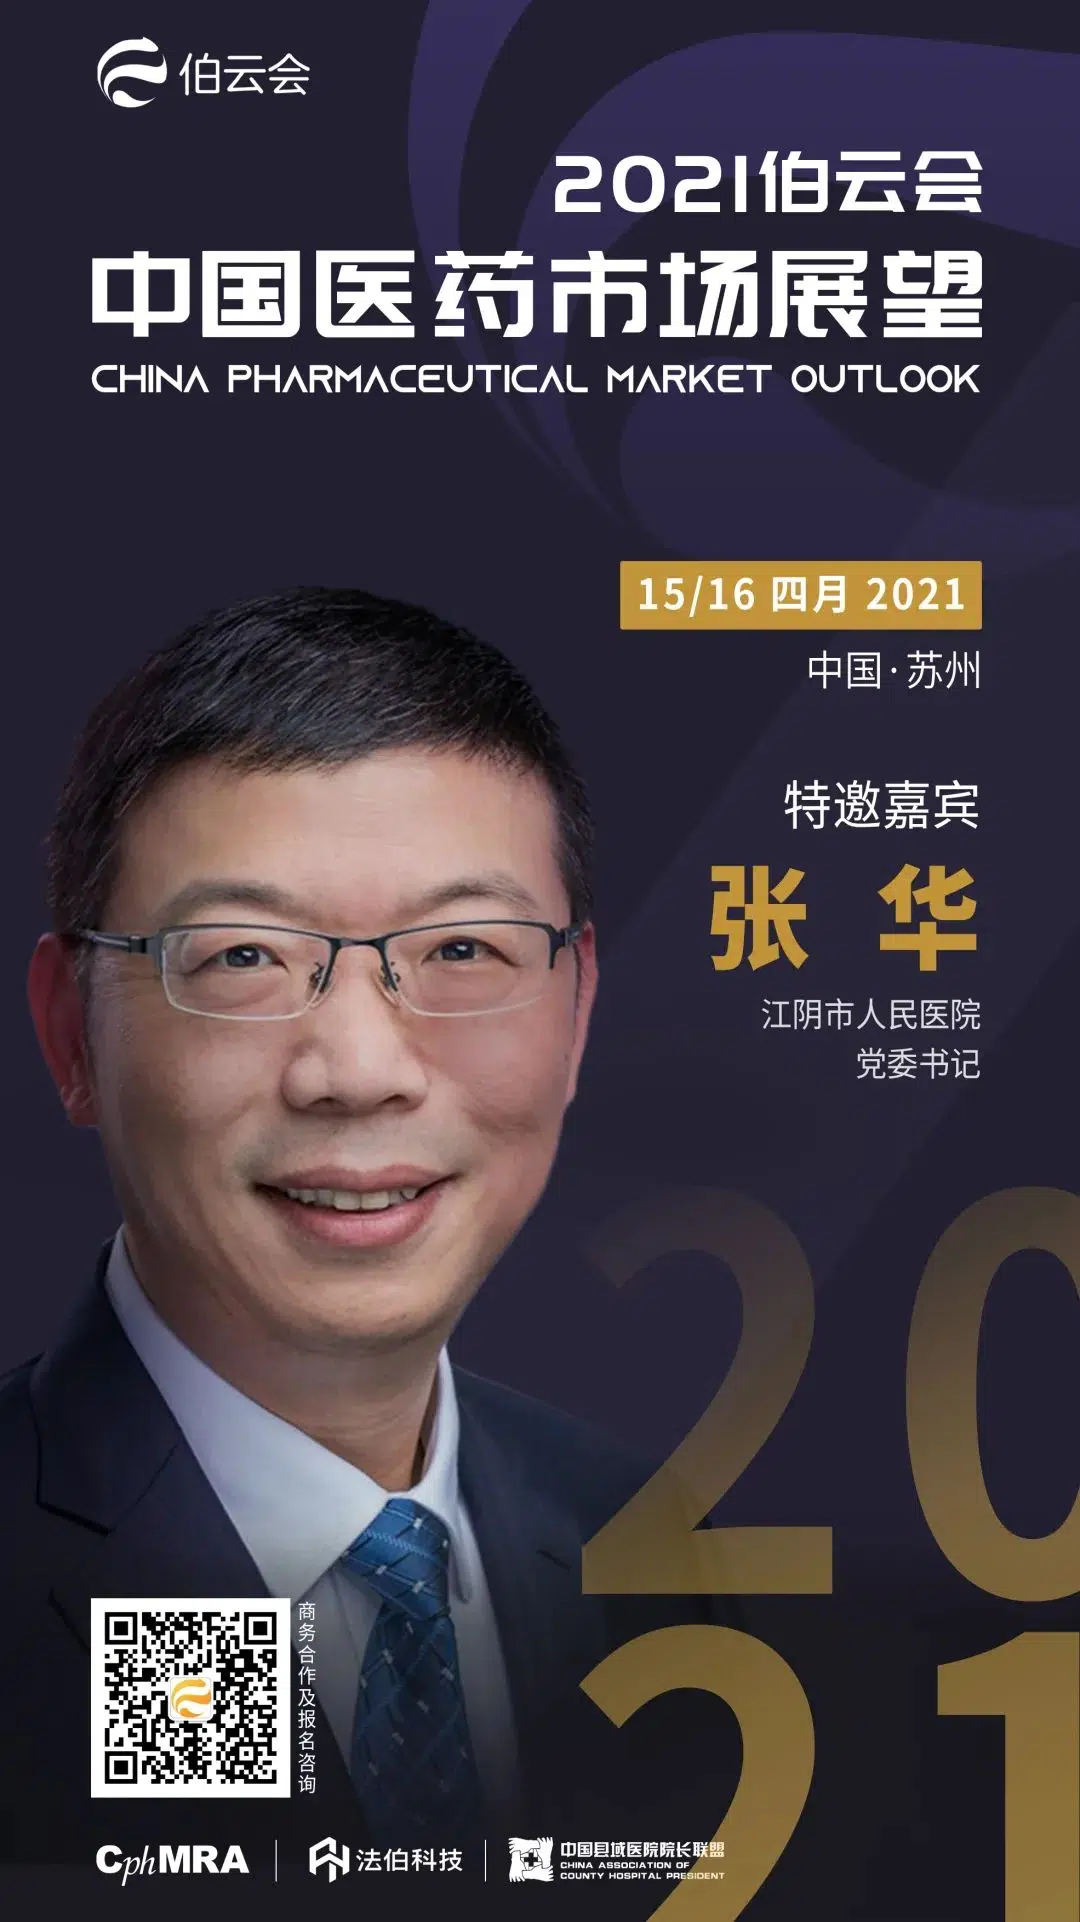 伯云会
2021伯云会
中国医药市场展望
CHINA PHARMACEUTICAL MARKET OUTLOOK
15/16 四月 2021
中国·苏州
特邀嘉宾
张 华
江阴市人民医院
党委书记
20
21
商务合作及报名咨询
CphMRA
法伯科技
中国县域医院院长联盟
CHINA ASSOCIATION OF
COUNTY HOSPITAL PRESIDENT